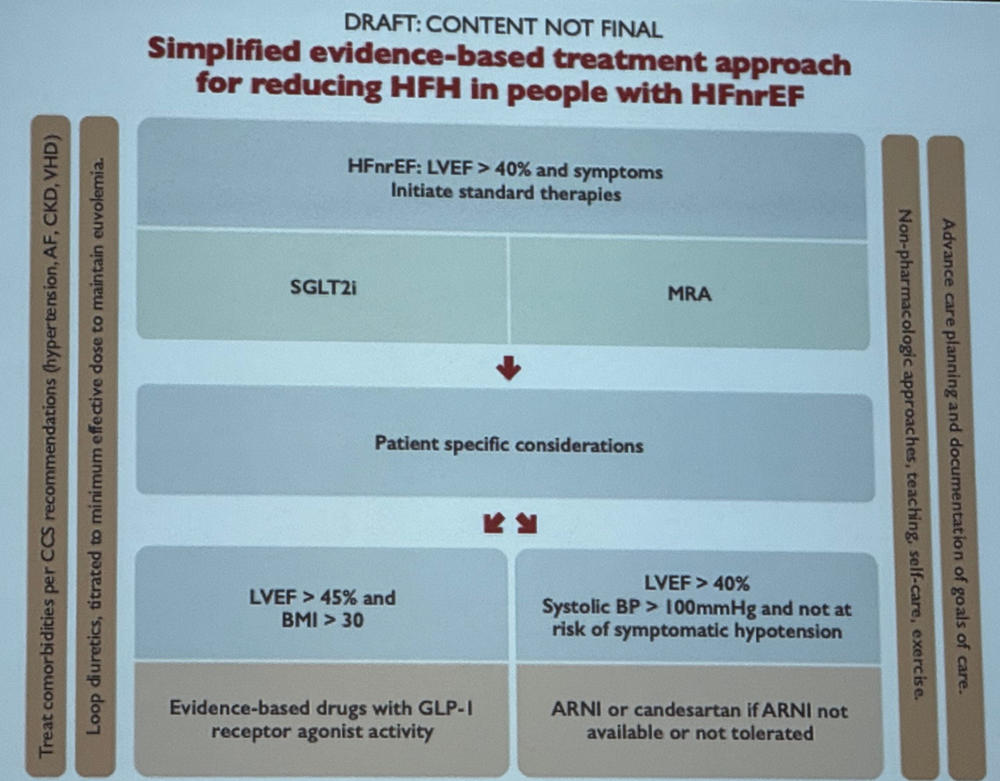 DRAFT: CONTENT NOT FINAL
Simplified evidence-based treatment approach
for reducing HFH in people with HFnrEF
Treat comorbidities per CCS recommendations (hypertension, AF, CKD, VHD)
Loop diuretics, titrated to minimum effective dose to maintain euvolemia.
HFnrEF: LVEF > 40% and symptoms
Initiate standard therapies
SGLT2i
MRA
Patient specific considerations
LVEF > 45% and
BMI > 30
LVEF > 40%
Systolic BP > 100mmHg and not at
risk of symptomatic hypotension
Evidence-based drugs with GLP-1
receptor agonist activity
ARNI or candesartan if ARNI not
available or not tolerated
Non-pharmacologic approaches, teaching, self-care, exercise.
Advance care planning and documentation of goals of care.